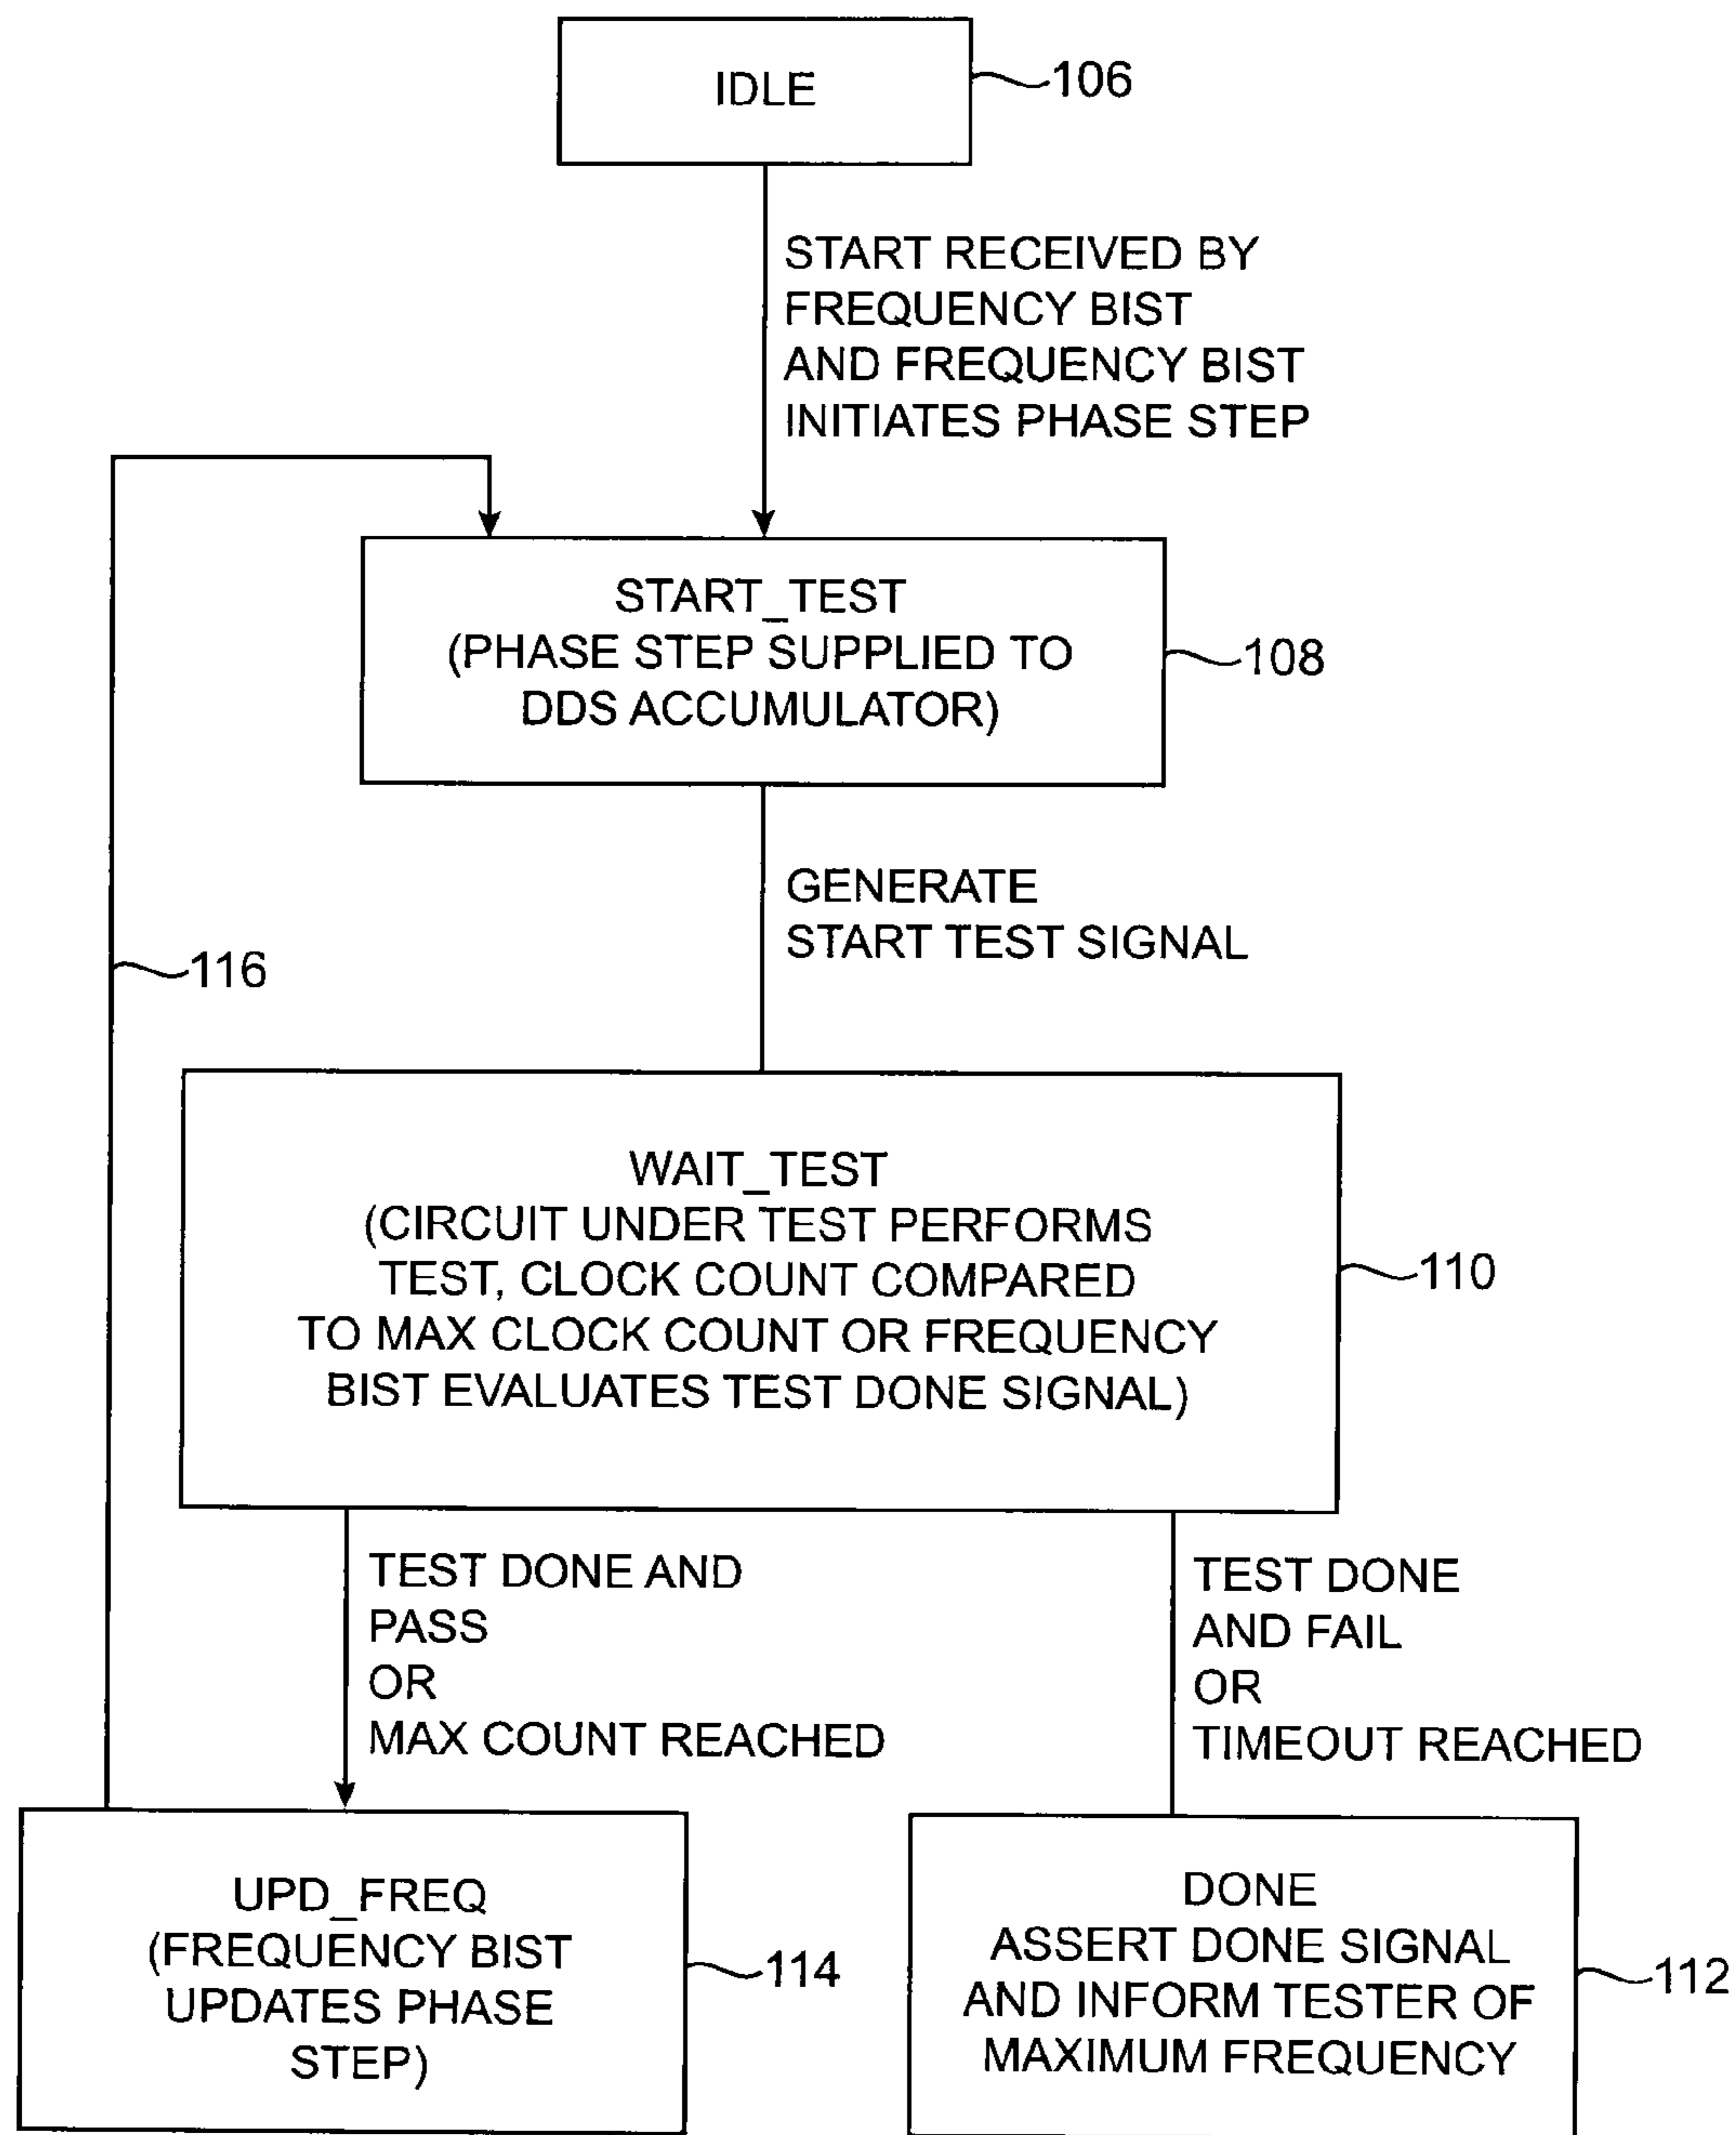 IDLE
106
START RECEIVED BY
FREQUENCY BIST
AND FREQUENCY BIST
INITIATES PHASE STEP
START_TEST
(PHASE STEP SUPPLIED TO
DDS ACCUMULATOR)
108
GENERATE
START TEST SIGNAL
116
WAIT_TEST
(CIRCUIT UNDER TEST PERFORMS
TEST, CLOCK COUNT COMPARED
TO MAX CLOCK COUNT OR FREQUENCY
BIST EVALUATES TEST DONE SIGNAL)
110
TEST DONE AND
PASS
OR
MAX COUNT REACHED
TEST DONE
AND FAIL
OR
TIMEOUT REACHED
UPD_FREQ
(FREQUENCY BIST
UPDATES PHASE
STEP)
114
DONE
ASSERT DONE SIGNAL
AND INFORM TESTER OF
MAXIMUM FREQUENCY
112